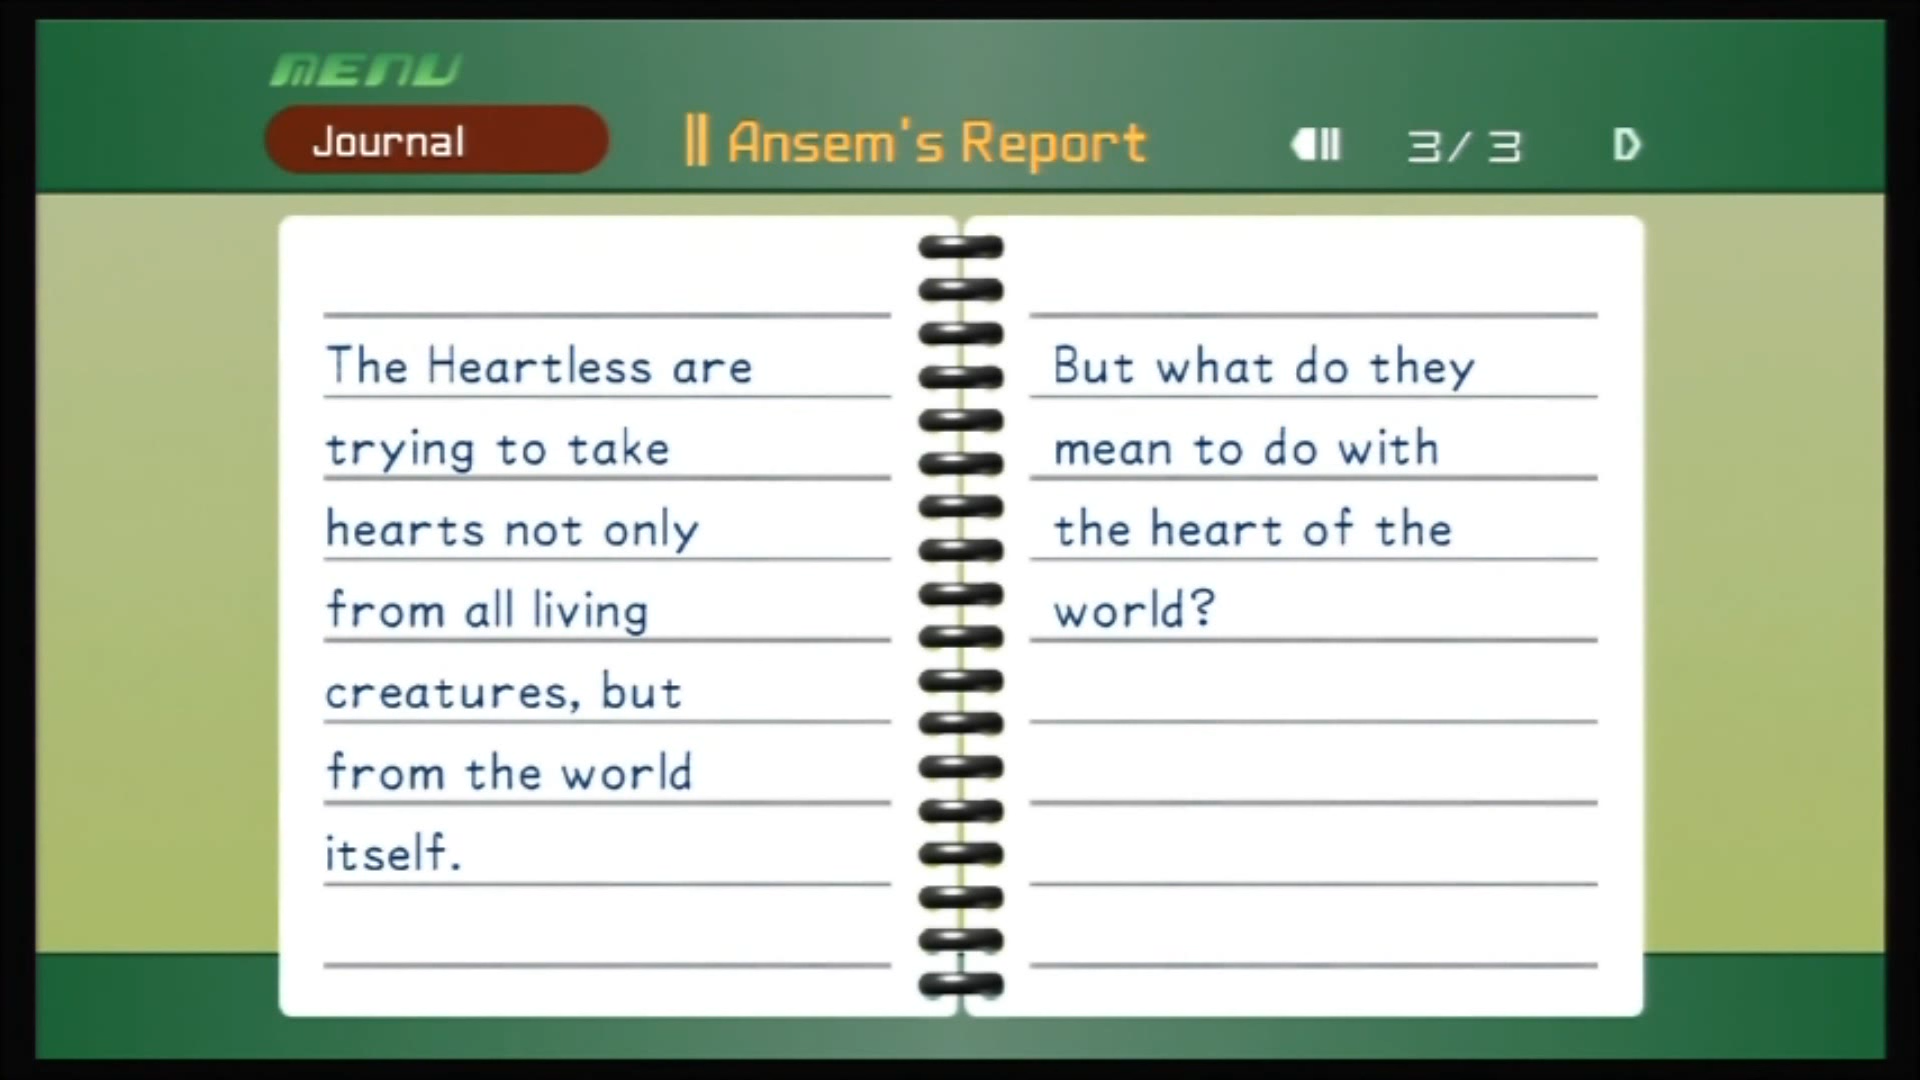 MENU
Journal
Ansem's Report
3/3
The Heartless are
trying to take
hearts not only
from all living
creatures, but
from the world
itself.
But what do they
mean to do with
the heart of the
world?